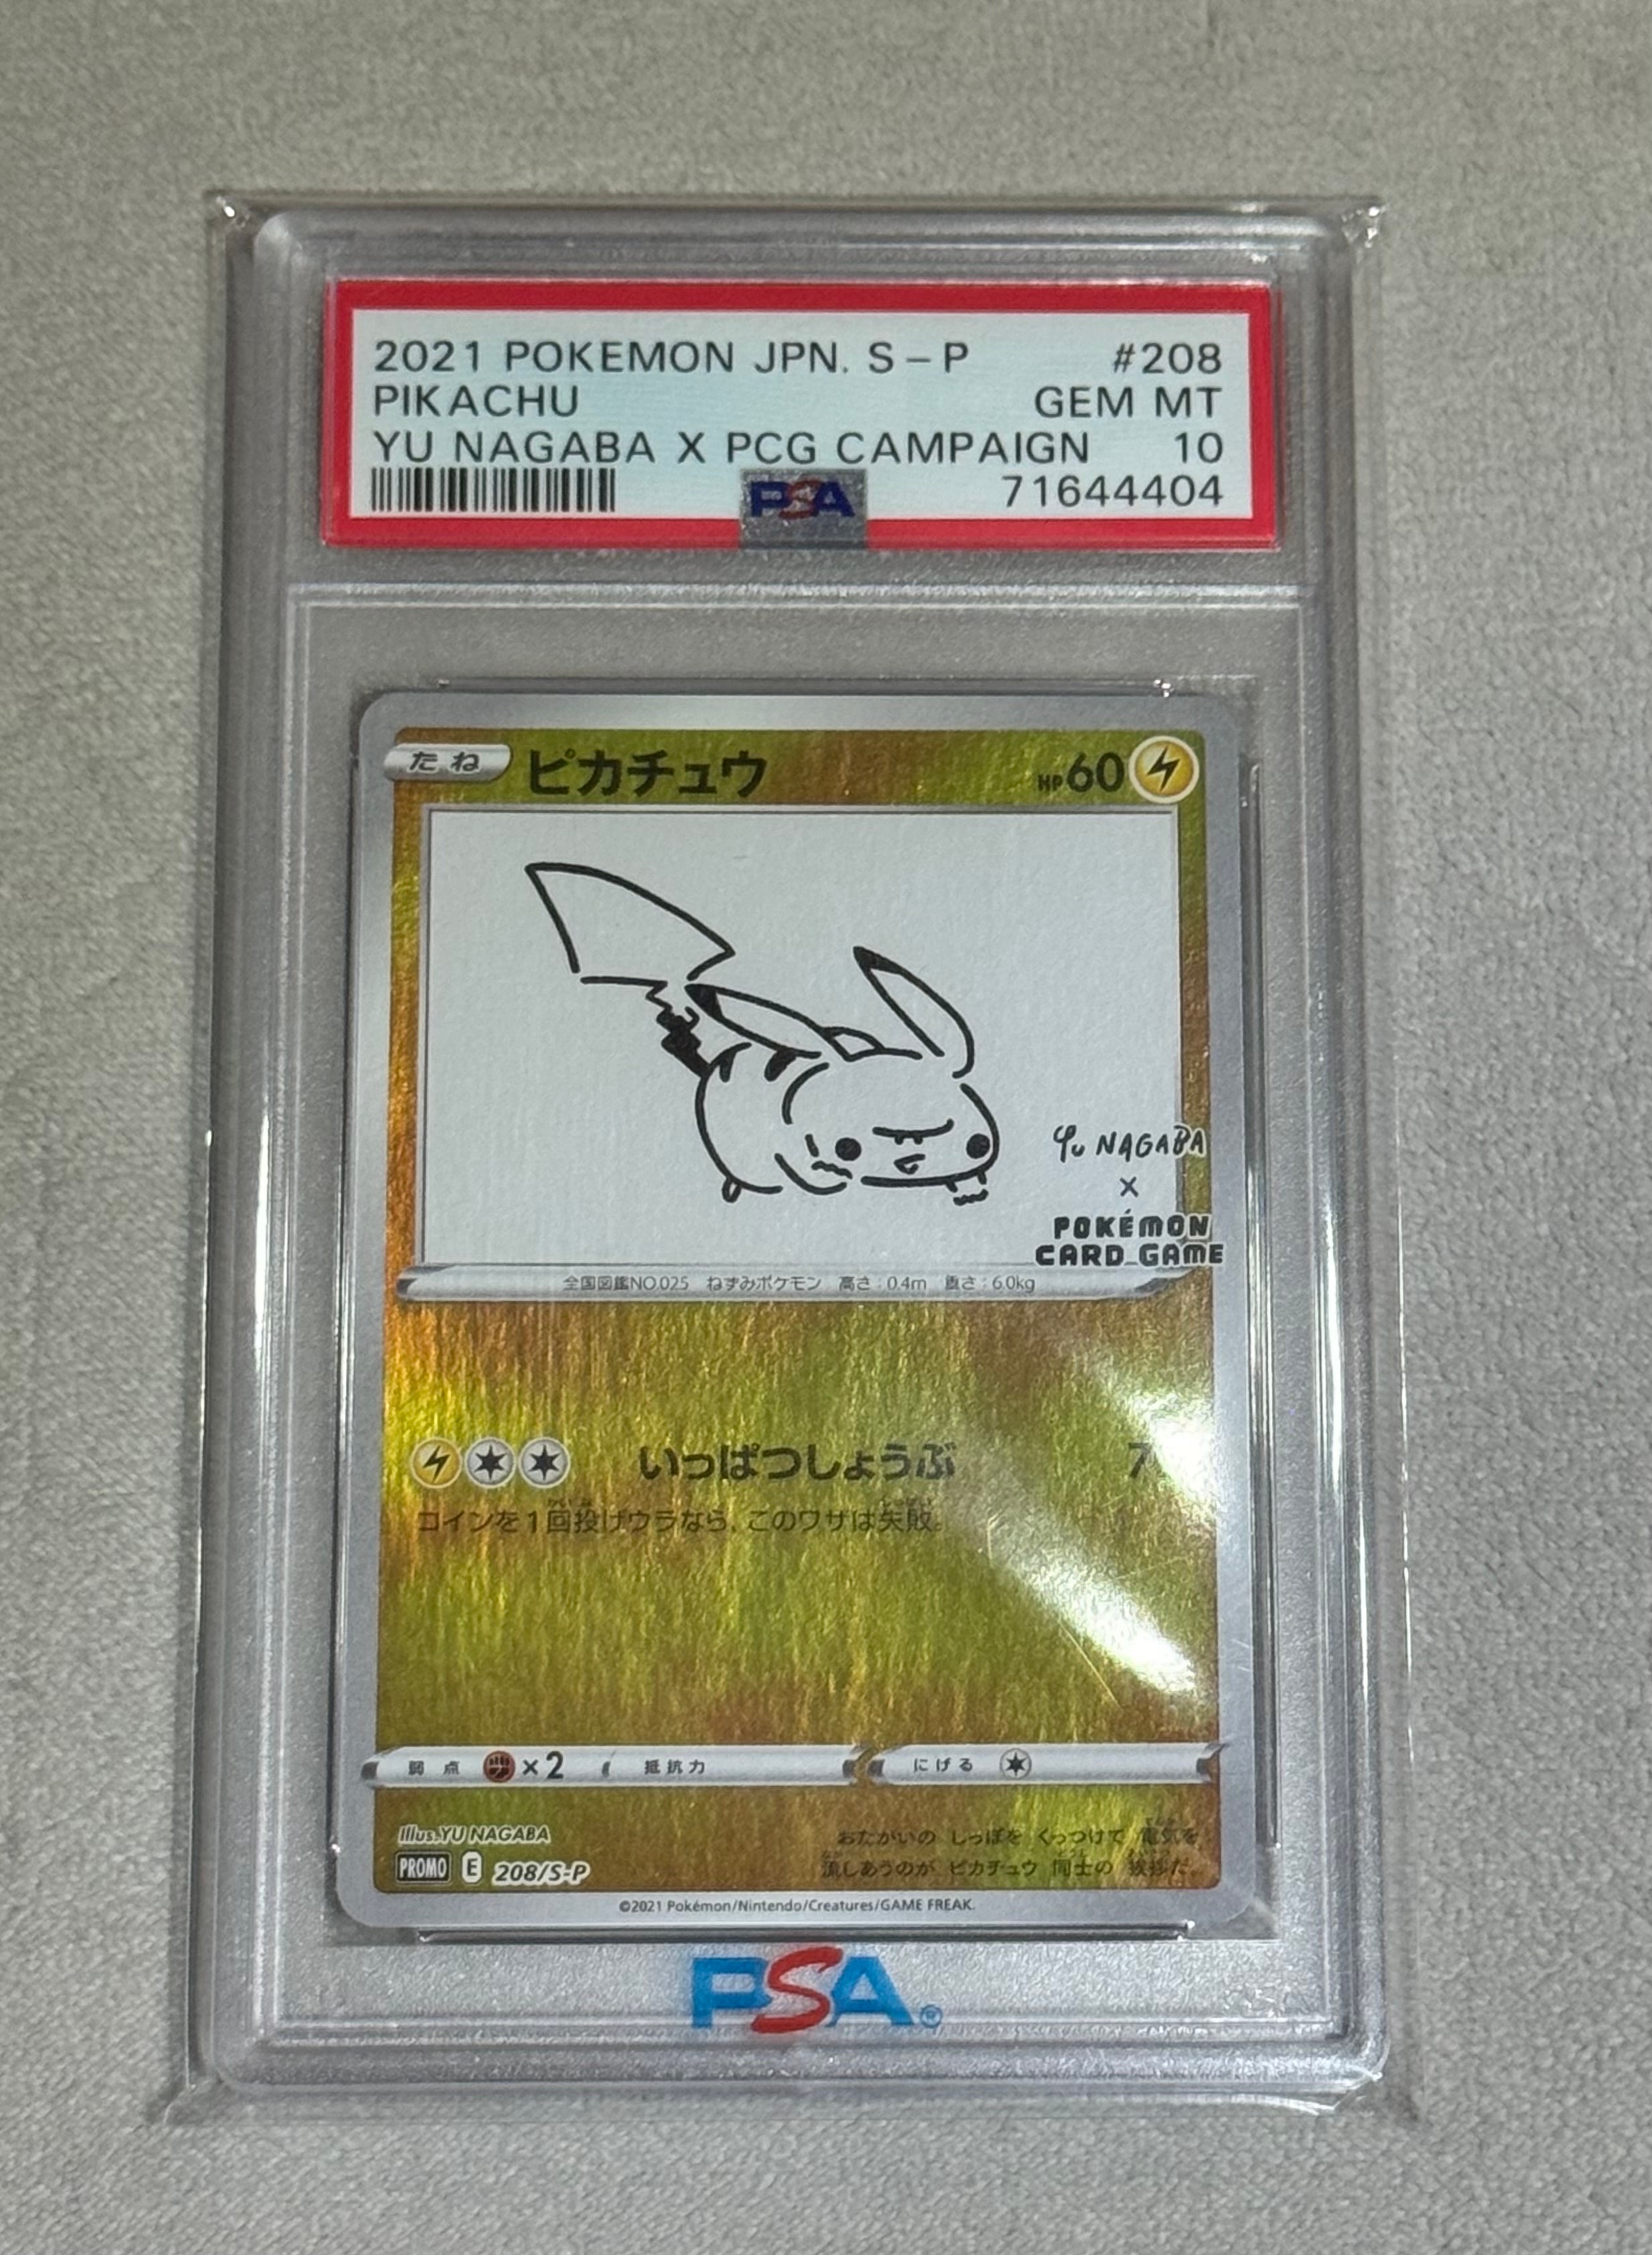 2021 POKEMON JPN. S-P #208
PIKACHU GEM MT
YU NAGABA X PCG CAMPAIGN 10
71644404
PSA
たね ピカチュウ HP60
YU NAGABA
×
POKÉMON
CARD GAME
全国図鑑NO.025 ねずみポケモン 高さ:0.4m 重さ:6.0kg
いっぱつしょうぶ 7
コインを1回投げウラなら、このワザは失敗。
弱点 ×2 抵抗力 にげる
Illus.YU NAGABA
おたがいの しっぽを くっつけて 電気を
PROMO E 208/S-P
流しあうのが ピカチュウ 同士の 挨拶だ。
©2021 Pokémon/Nintendo/Creatures/GAME FREAK.
PSA®